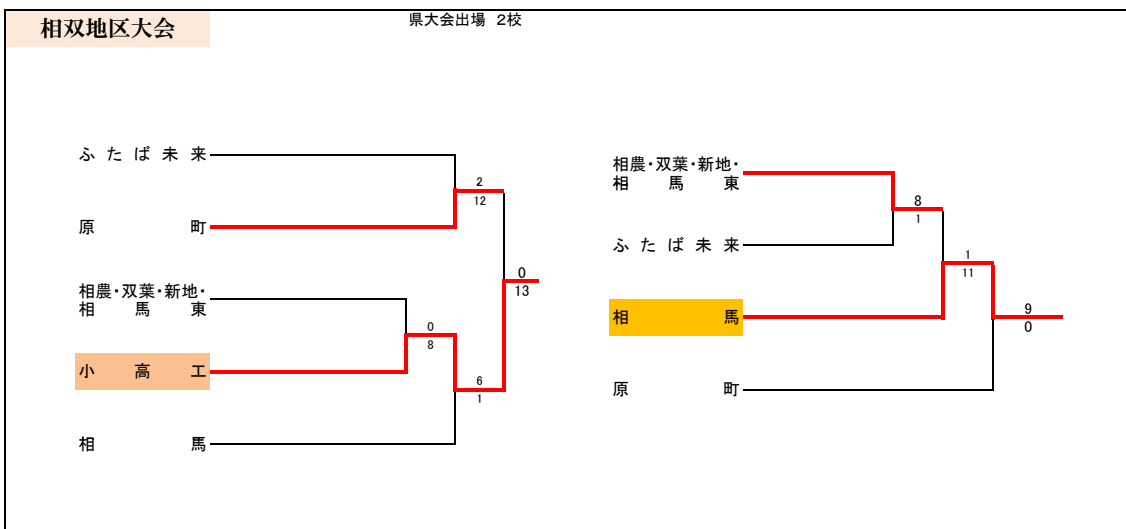 相双地区大会
県大会出場 2校
ふたば未来
2
12
原町
相農・双葉・新地・
相馬東
0
13
0
8
小高工
6
1
相馬
相農・双葉・新地・
相馬東
8
1
ふたば未来
1
11
相馬
9
0
原町